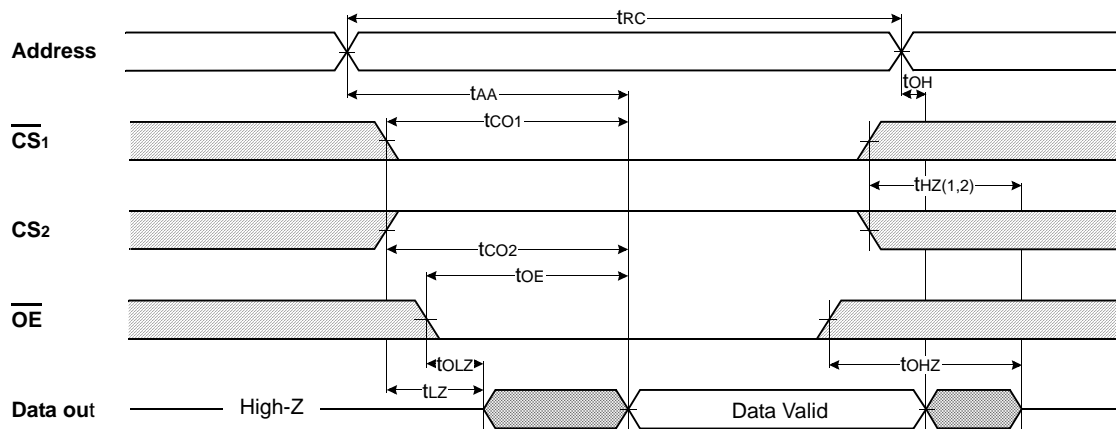 tRC
Address
tOH
tAA
tCO1
CS1
tHZ(1,2)
CS2
tCO2
tOE
OE
tOLZ
tOHZ
tLZ
Data out
High-Z
Data Valid